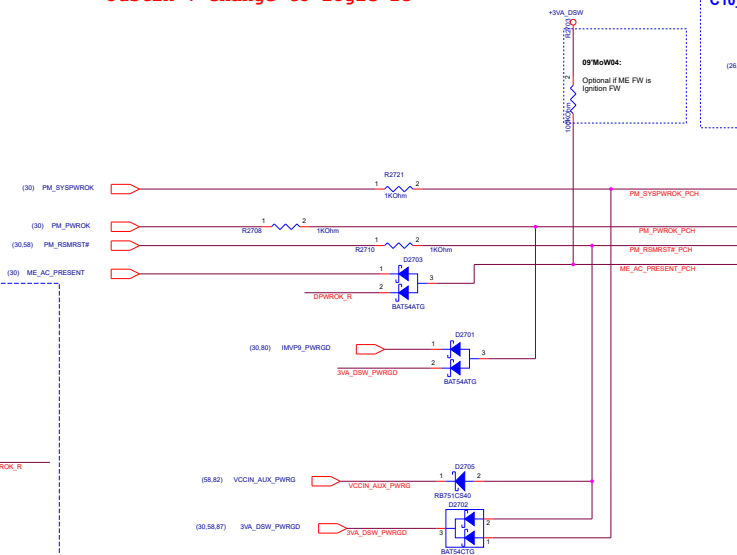 +3VA_DSW
R2703
09'MoW04:
Optional if ME FW is
Ignition FW
2
100KOhm
(26,
R2721
(30) PM_SYSPWROK
1 2
1KOhm
PM_SYSPWROK_PCH
(30) PM_PWROK
1 2
R2708 1KOhm
PM_PWROK_PCH
(30,58) PM_RSMRST#
1 2
R2710 1KOhm
PM_RSMRST#_PCH
D2703
(30) ME_AC_PRESENT
1
2
3
ME_AC_PRESENT_PCH
DPWROK_R
BAT54ATG
D2701
(30,80) IMVP9_PWRGD
1
2
3
3VA_DSW_PWRGD
BAT54ATG
ROK_R
D2705
(58,82) VCCIN_AUX_PWRG
1 2
VCCIN_AUX_PWRG
RB751CS40
D2702
(30,58,87) 3VA_DSW_PWRGD
3VA_DSW_PWRGD
3
2
1
BAT54CTG